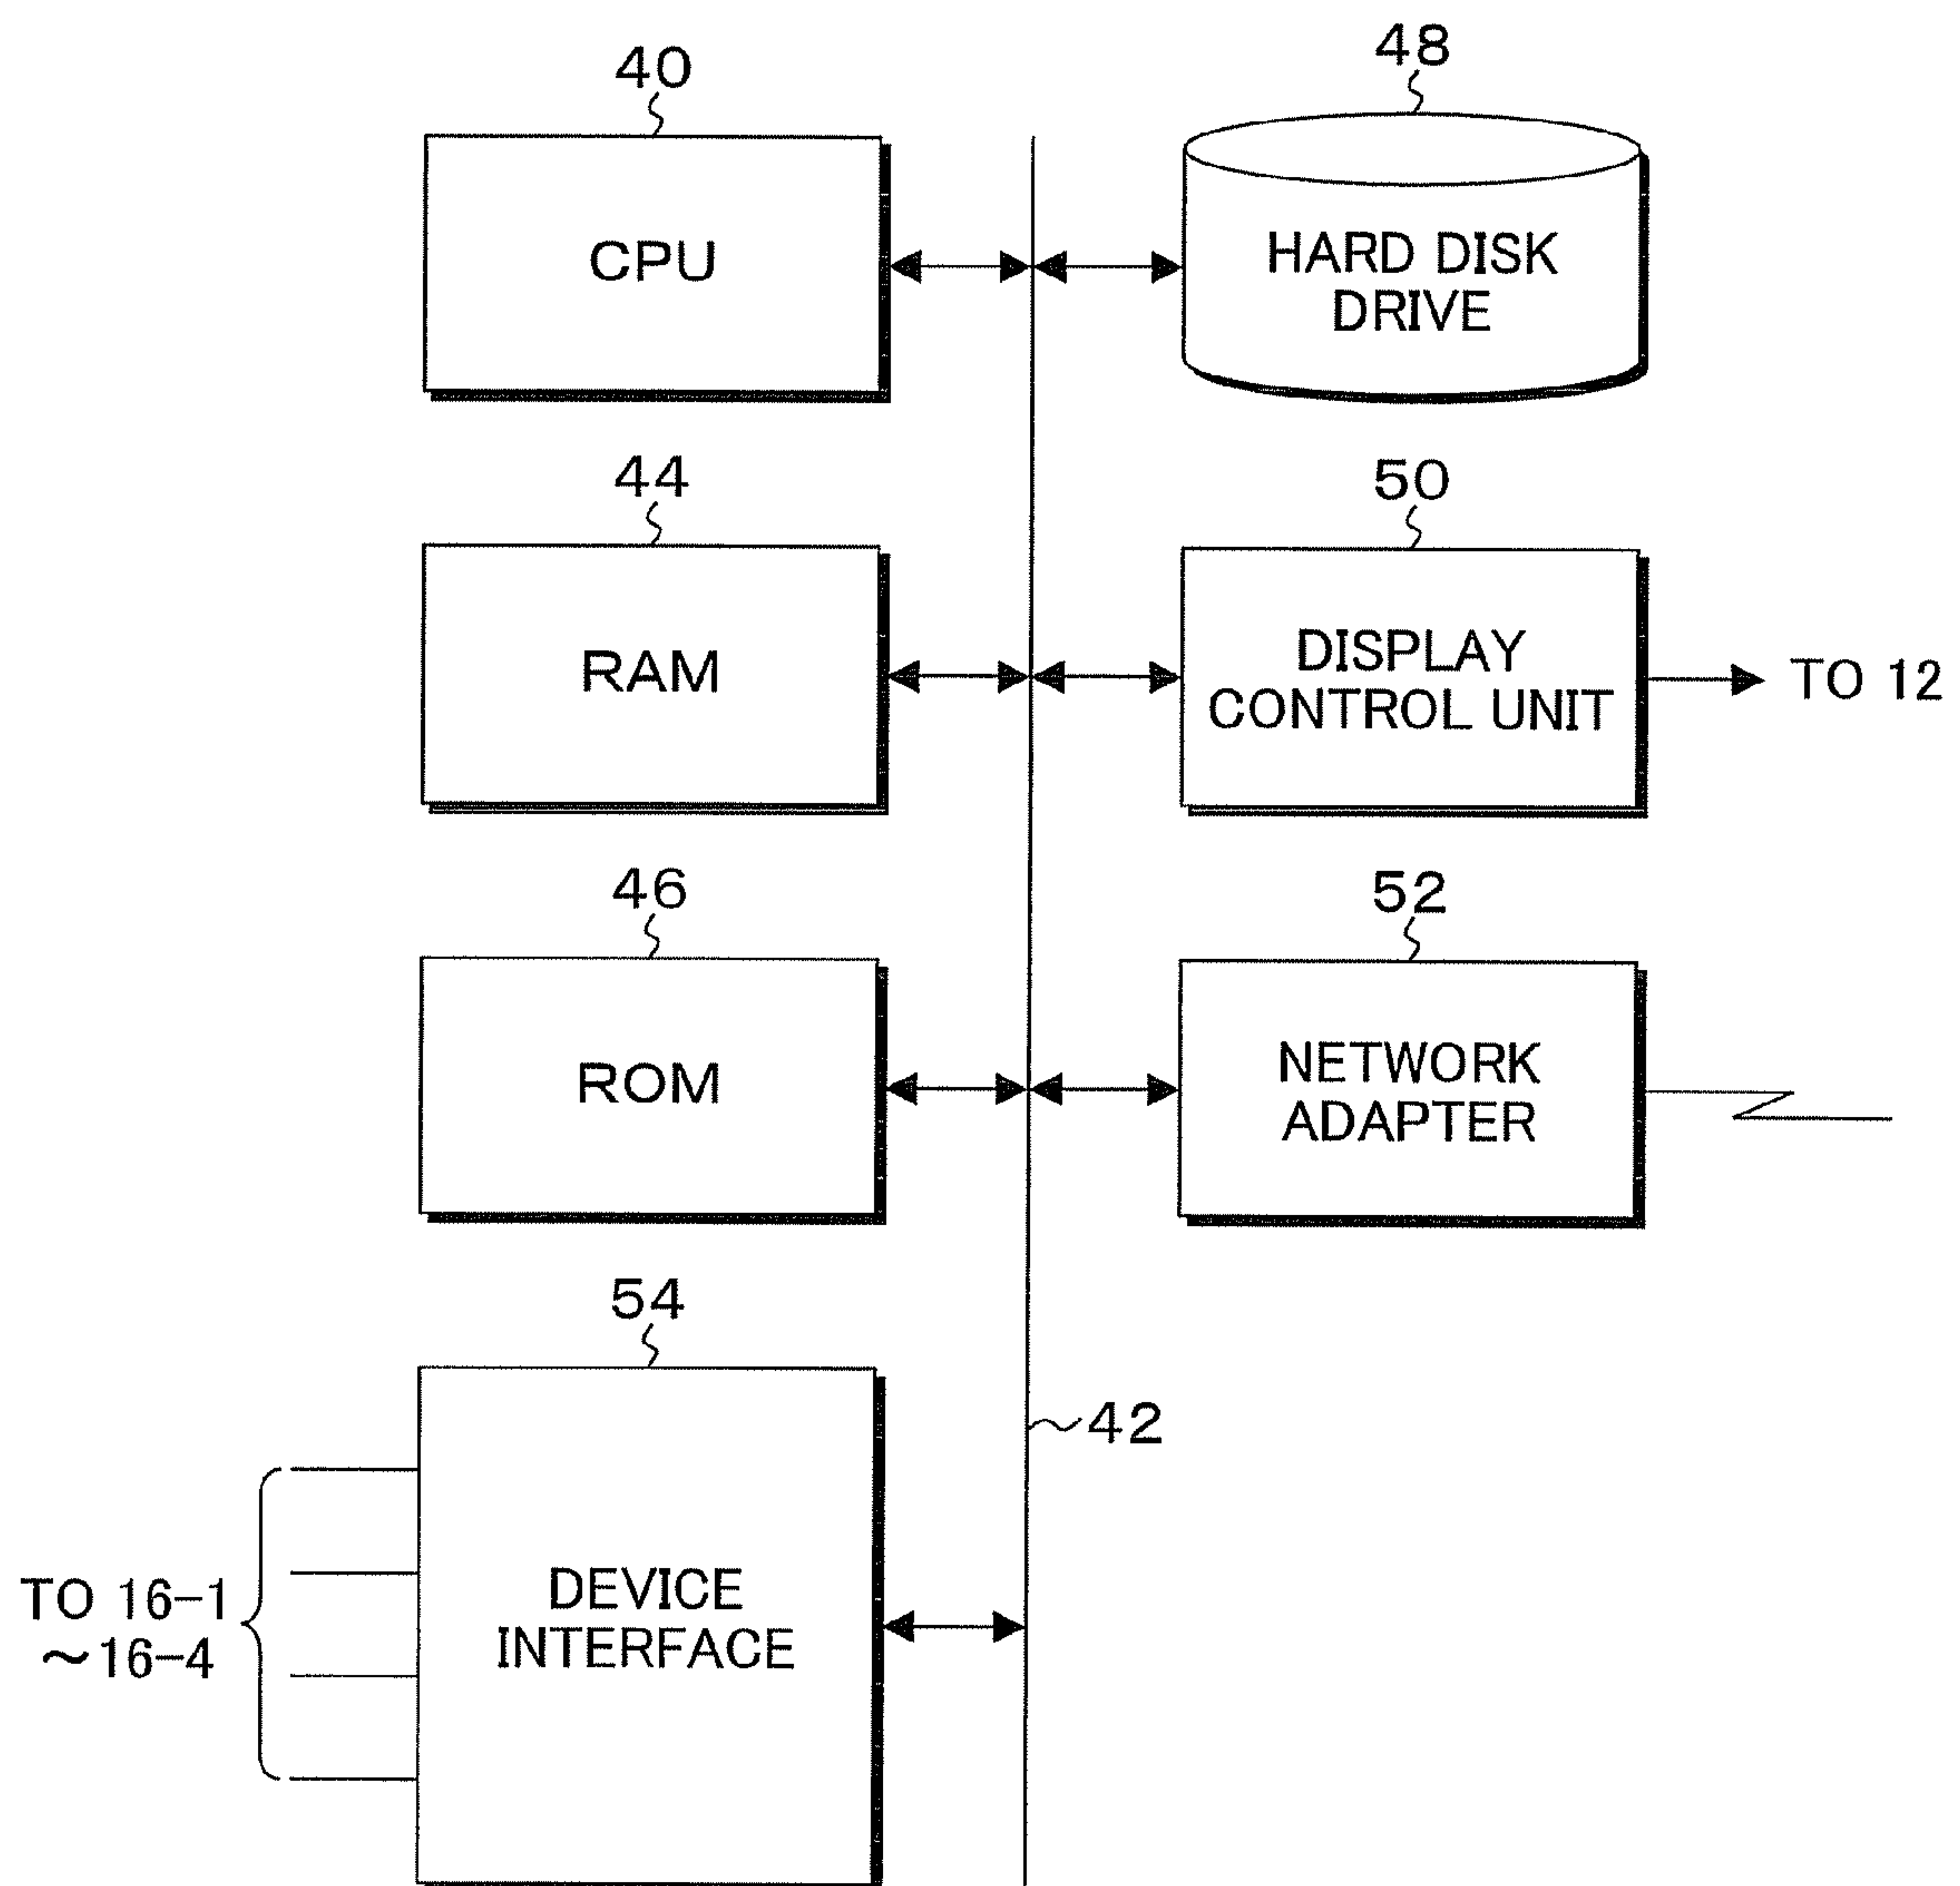 40
48
CPU
HARD DISK
DRIVE
44
50
RAM
DISPLAY
CONTROL UNIT
TO 12
46
52
ROM
NETWORK
ADAPTER
54
42
DEVICE
INTERFACE
TO 16-1
~16-4